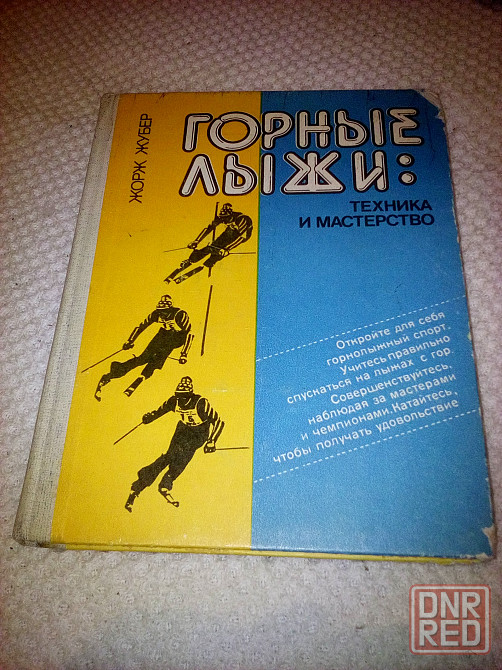 ЖОРЖ ЖУБЕР
ГОРНЫЕ
ЛЫЖИ:
ТЕХНИКА
И МАСТЕРСТВО
Откройте для себя
горнолыжный спорт.
Учитесь правильно
спускаться на лыжах с гор.
Совершенствуйтесь,
наблюдая за мастерами
и чемпионами. Катайтесь,
чтобы получать удовольствие
DNR
RED